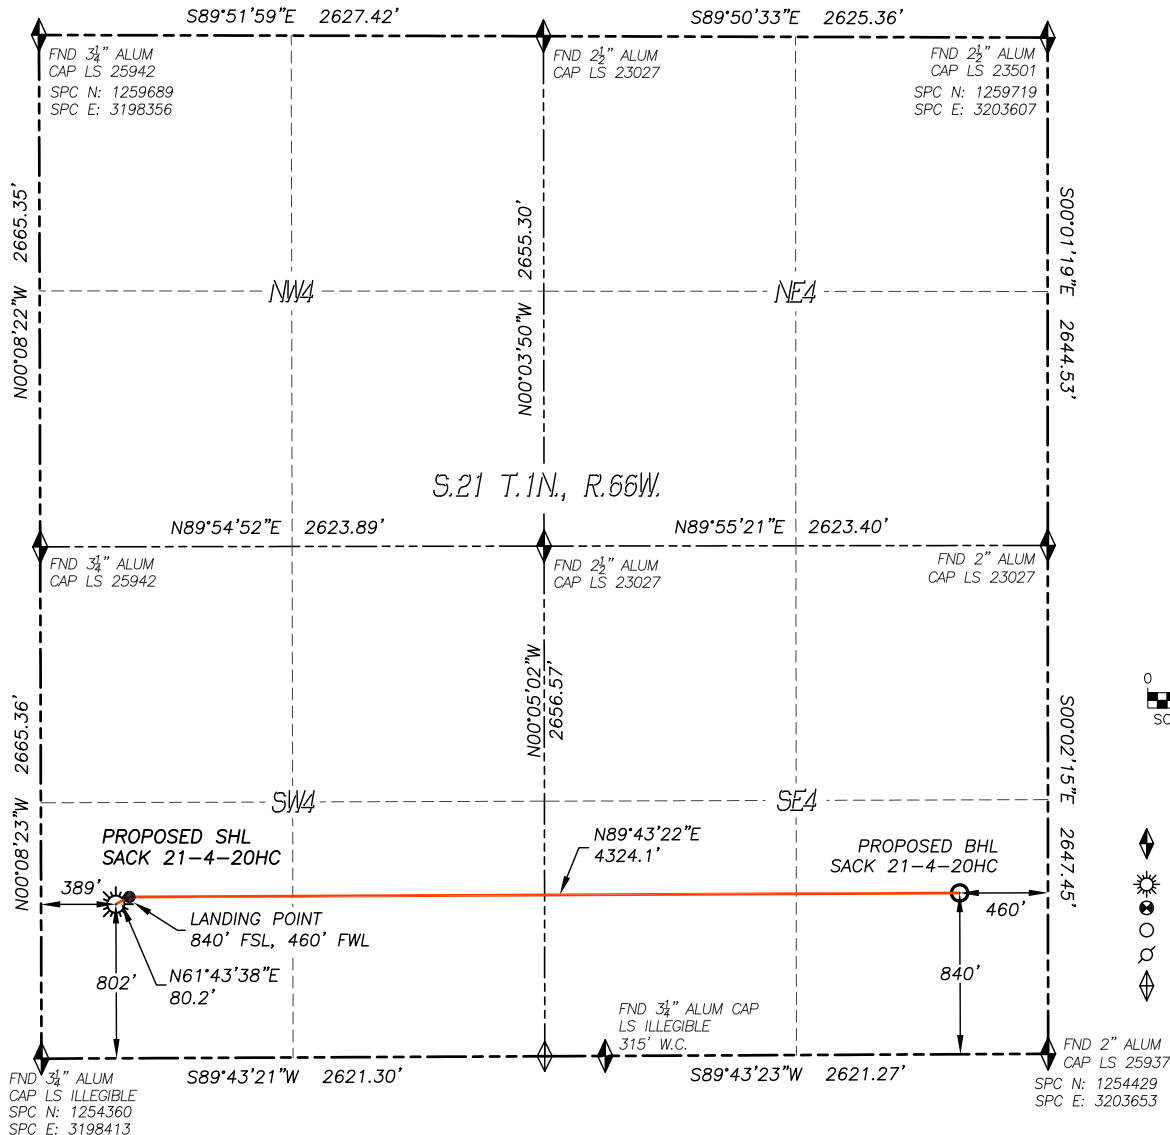 S89°51'59"E 2627.42'
S89°50'33"E 2625.36'
FND 3¼" ALUM
CAP LS 25942
SPC N: 1259689
SPC E: 3198356
FND 2½" ALUM
CAP LS 23027
FND 2½" ALUM
CAP LS 23501
SPC N: 1259719
SPC E: 3203607
N00°08'22"W 2665.35'
N00°03'50"W 2655.30'
S00°01'19"E 2644.53'
NW4
NE4
S.21 T.1N., R.66W.
N89°54'52"E 2623.89'
N89°55'21"E 2623.40'
FND 3¼" ALUM
CAP LS 25942
FND 2½" ALUM
CAP LS 23027
FND 2" ALUM
CAP LS 23027
N00°08'23"W 2665.36'
N00°05'02"W
2656.57'
S00°02'15"E 2647.45'
0
SC
SW4
SE4
PROPOSED SHL
SACK 21-4-20HC
N89°43'22"E
4324.1'
PROPOSED BHL
SACK 21-4-20HC
389'
LANDING POINT
840' FSL, 460' FWL
460'
802'
N61°43'38"E
80.2'
840'
FND 3¼" ALUM CAP
LS ILLEGIBLE
315' W.C.
FND 3¼" ALUM
CAP LS ILLEGIBLE
SPC N: 1254360
SPC E: 3198413
S89°43'21"W 2621.30'
S89°43'23"W 2621.27'
FND 2" ALUM
CAP LS 25937
SPC N: 1254429
SPC E: 3203653